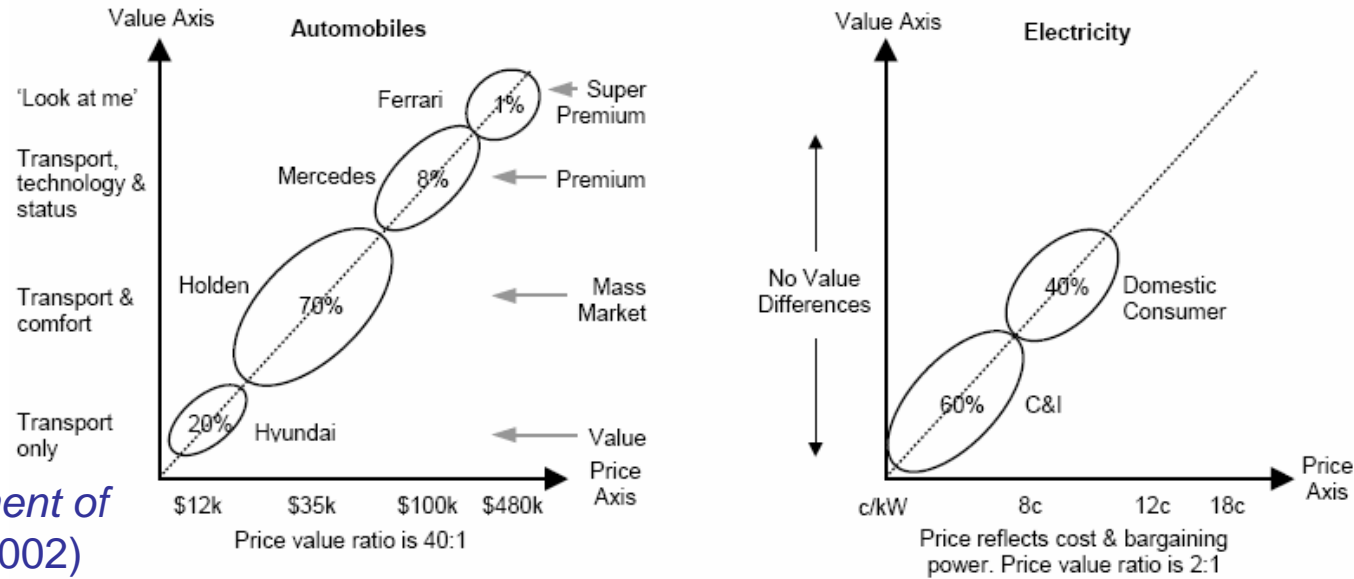 Value Axis
Automobiles
'Look at me'
Transport,
technology &
status
Transport &
comfort
Transport
only
Ferrari
1%
Super
Premium
Mercedes
8%
Premium
Holden
70%
Mass
Market
20%
Hyundai
Value
Price
Axis
$12k
$35k
$100k
$480k
Price value ratio is 40:1
Value Axis
Electricity
No Value
Differences
40%
Domestic
Consumer
60%
C&I
Price
Axis
c/kW
8c
12c
18c
Price reflects cost & bargaining
power. Price value ratio is 2:1
of